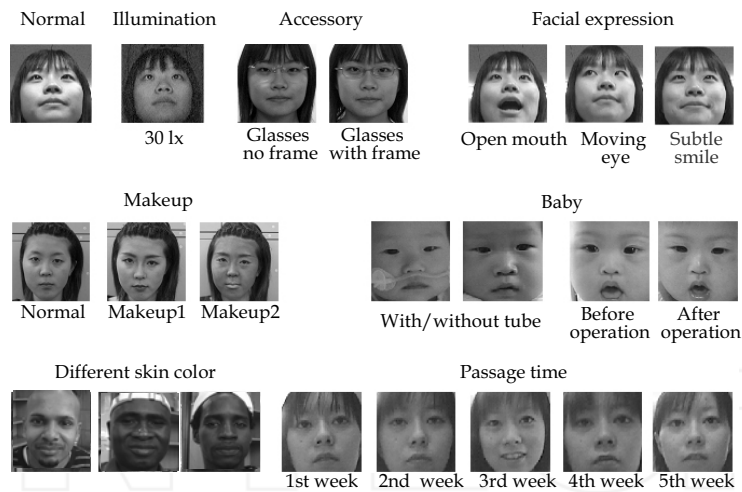 Normal Illumination Accessory Facial expression
30 lx
Glasses no frame
Glasses with frame
Open mouth
Moving eye
Subtle smile
Makeup Baby
Normal Makeup1 Makeup2
With/without tube
Before operation
After operation
Different skin color Passage time
1st week 2nd week 3rd week 4th week 5th week